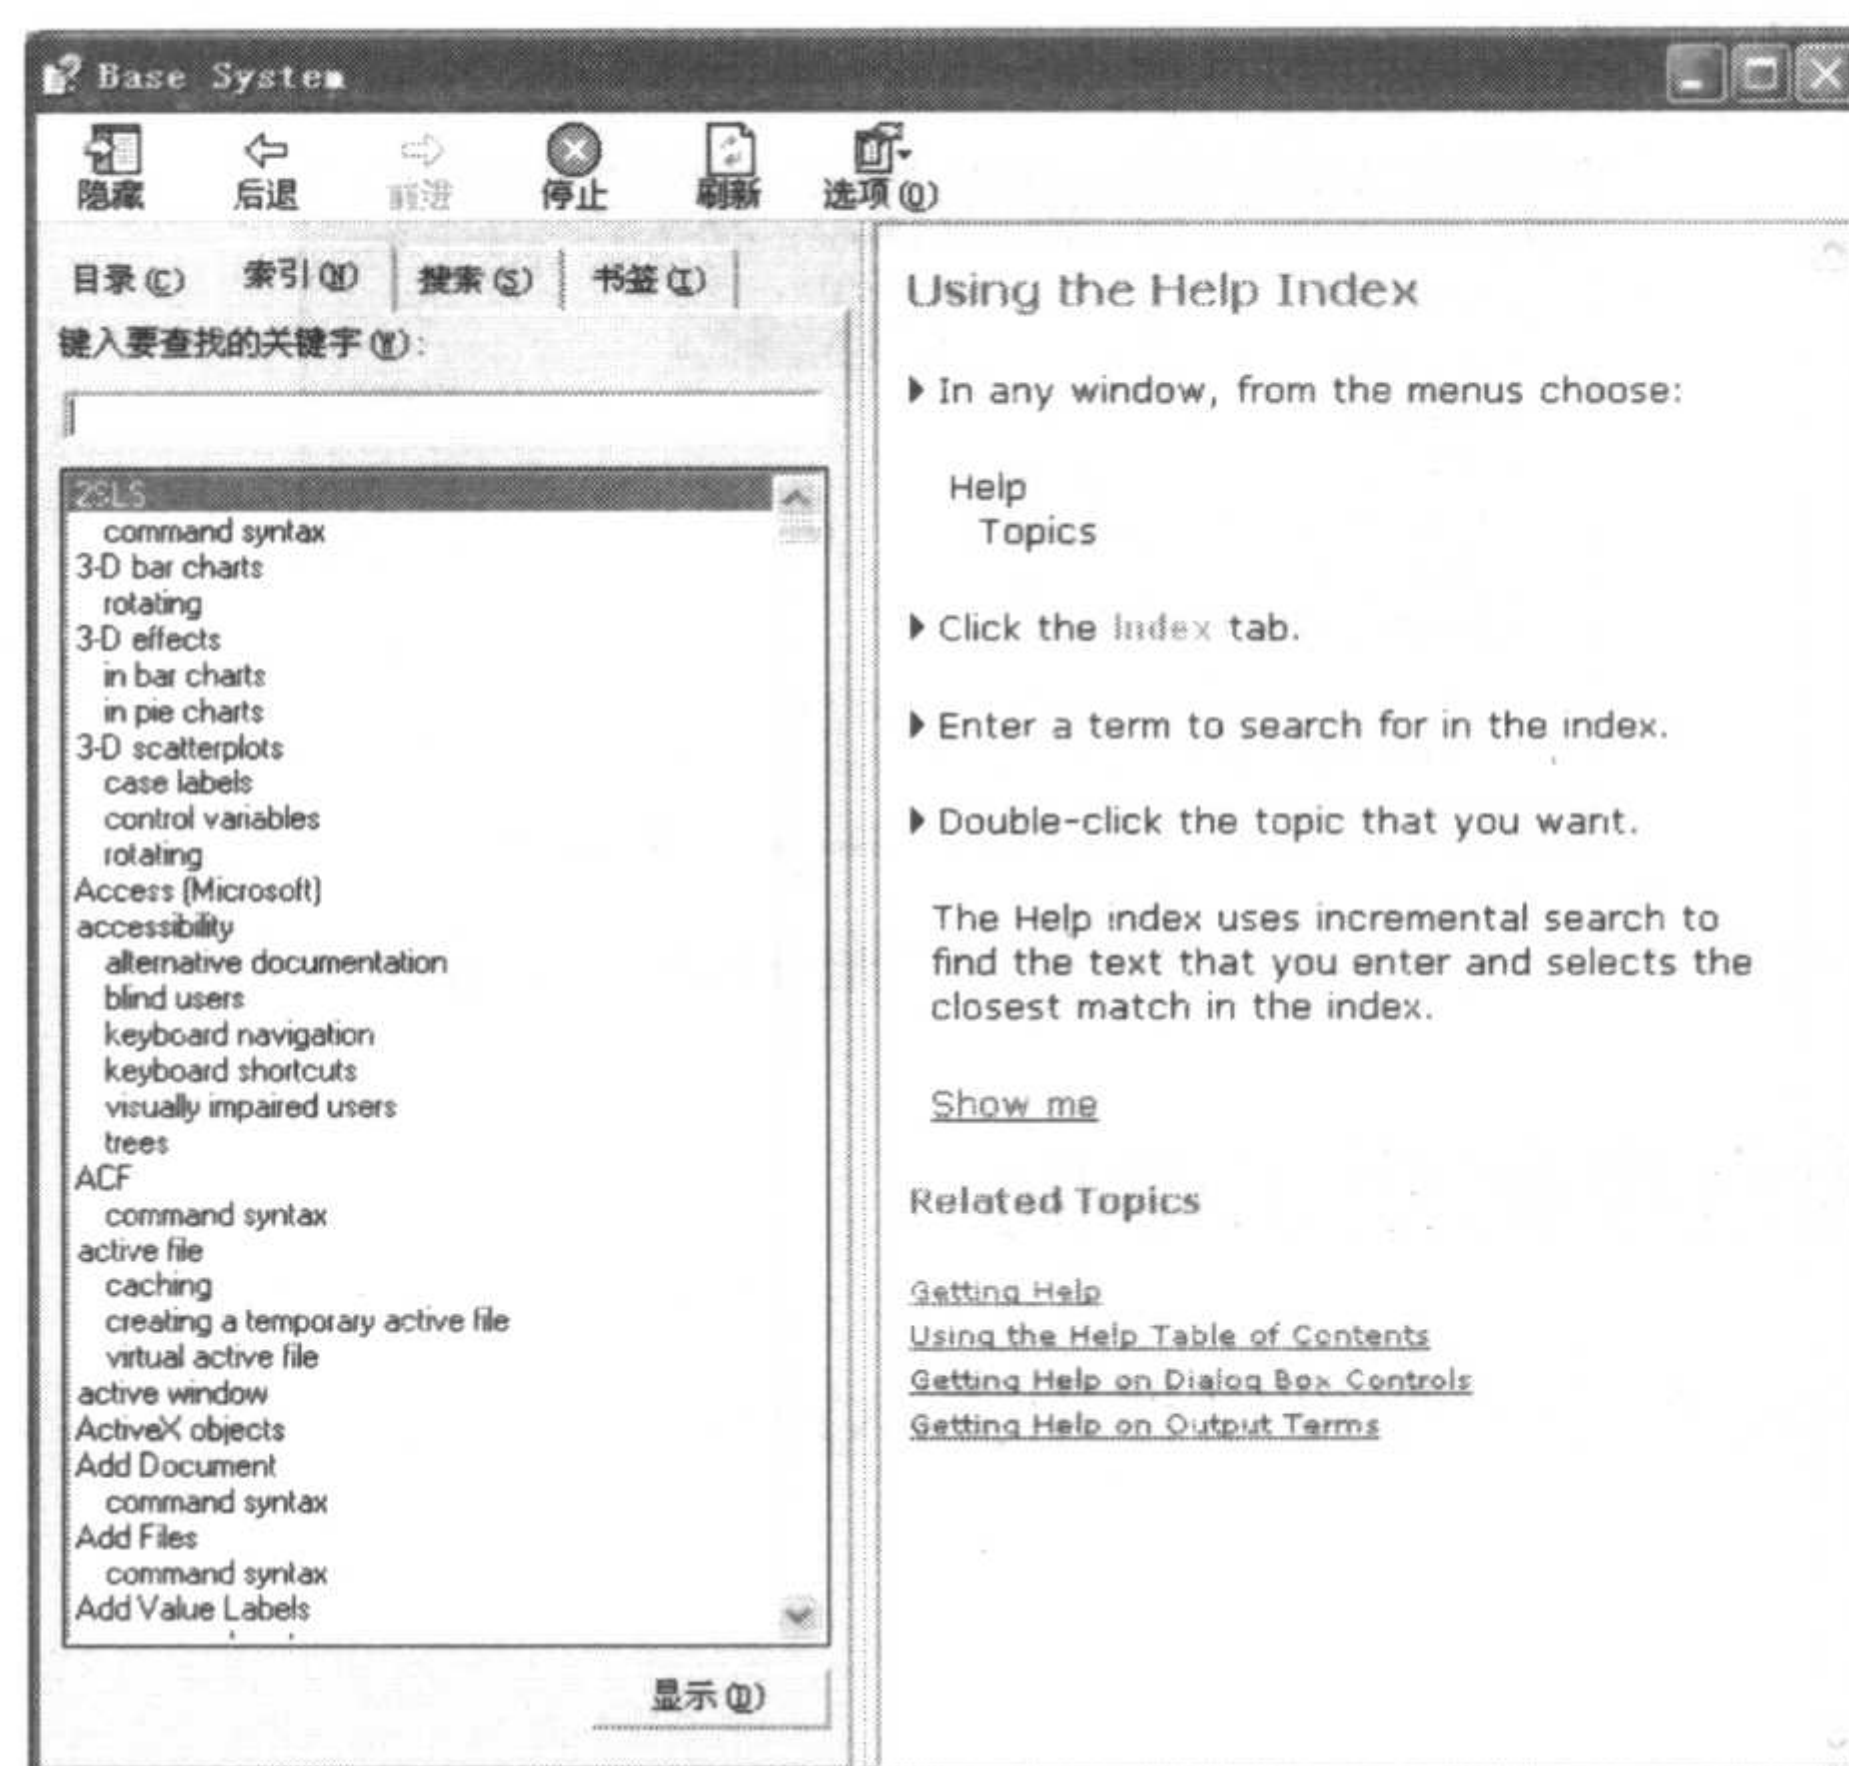 Base System
隐藏 后退 前进 停止 刷新 选项(O)
目录(C) 索引(N) 搜索(S) 书签(I)
键入要查找的关键字(W):
2SLS
command syntax
3-D bar charts
rotating
3-D effects
in bar charts
in pie charts
3-D scatterplots
case labels
control variables
rotating
Access (Microsoft)
accessibility
alternative documentation
blind users
keyboard navigation
keyboard shortcuts
visually impaired users
trees
ACF
command syntax
active file
caching
creating a temporary active file
virtual active file
active window
ActiveX objects
Add Document
command syntax
Add Files
command syntax
Add Value Labels
显示(D)
Using the Help Index
In any window, from the menus choose:
Help
Topics
Click the Index tab.
Enter a term to search for in the index.
Double-click the topic that you want.
The Help index uses incremental search to
find the text that you enter and selects the
closest match in the index.
Show me
Related Topics
Getting Help
Using the Help Table of Contents
Getting Help on Dialog Box Controls
Getting Help on Output Terms